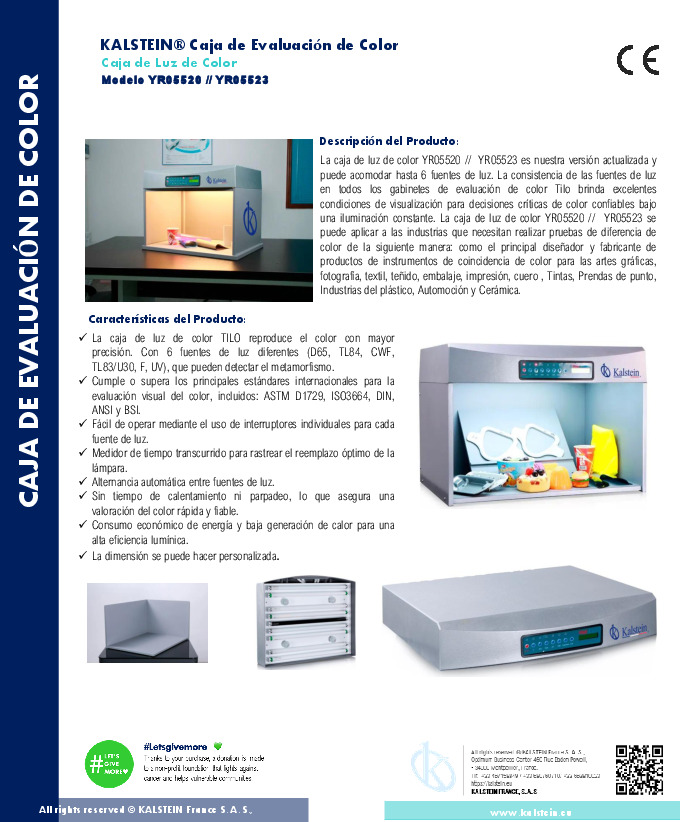 CAJA DE EVALUACIÓN DE COLOR
KALSTEIN® Caja de Evaluación de Color
Caja de Luz de Color
Modelo YR05520 // YR05523
CE
Descripción del Producto:
La caja de luz de color YR05520 // YR05523 es nuestra versión actualizada y
puede acomodar hasta 6 fuentes de luz. La consistencia de las fuentes de luz
en todos los gabinetes de evaluación de color Tilo brinda excelentes
condiciones de visualización para decisiones críticas de color confiables bajo
una iluminación constante. La caja de luz de color YR05520 // YR05523 se
puede aplicar a las industrias que necesitan realizar pruebas de diferencia de
color de la siguiente manera: como el principal diseñador y fabricante de
productos de instrumentos de coincidencia de color para las artes gráficas,
fotografía, textil, teñido, embalaje, impresión, cuero , Tintas, Prendas de punto,
Industrias del plástico, Automoción y Cerámica.
Características del Producto:
✓ La caja de luz de color TILO reproduce el color con mayor
precisión. Con 6 fuentes de luz diferentes (D65, TL84, CWF,
TL83/U30, F, UV), que pueden detectar el metamorfismo.
✓ Cumple o supera los principales estándares internacionales para la
evaluación visual del color, incluidos: ASTM D1729, ISO3664, DIN,
ANSI y BSI.
✓ Fácil de operar mediante el uso de interruptores individuales para cada
fuente de luz.
✓ Medidor de tiempo transcurrido para rastrear el reemplazo óptimo de la
lámpara.
✓ Alternancia automática entre fuentes de luz.
✓ Sin tiempo de calentamiento ni parpadeo, lo que asegura una
valoración del color rápida y fiable.
✓ Consumo económico de energía y baja generación de calor para una
alta eficiencia lumínica.
✓ La dimensión se puede hacer personalizada.
Kalstein
Kalstein
#LET'S
GIVE
MORE
#Letsgivemore
Thanks to your purchase, a donation is made
to a non-profit foundation that fights against
cancer and helps vulnerable communities
All rights reserved © KALSTEIN France S. A. S.,
Optimum Business Center 450 Rue Baden Powell,
34000 Montpellier, France.
https://kalstein.eu
KALSTEIN FRANCE, S.A.S
All rights reserved © KALSTEIN France S.A.S.,
www.kalstein.eu